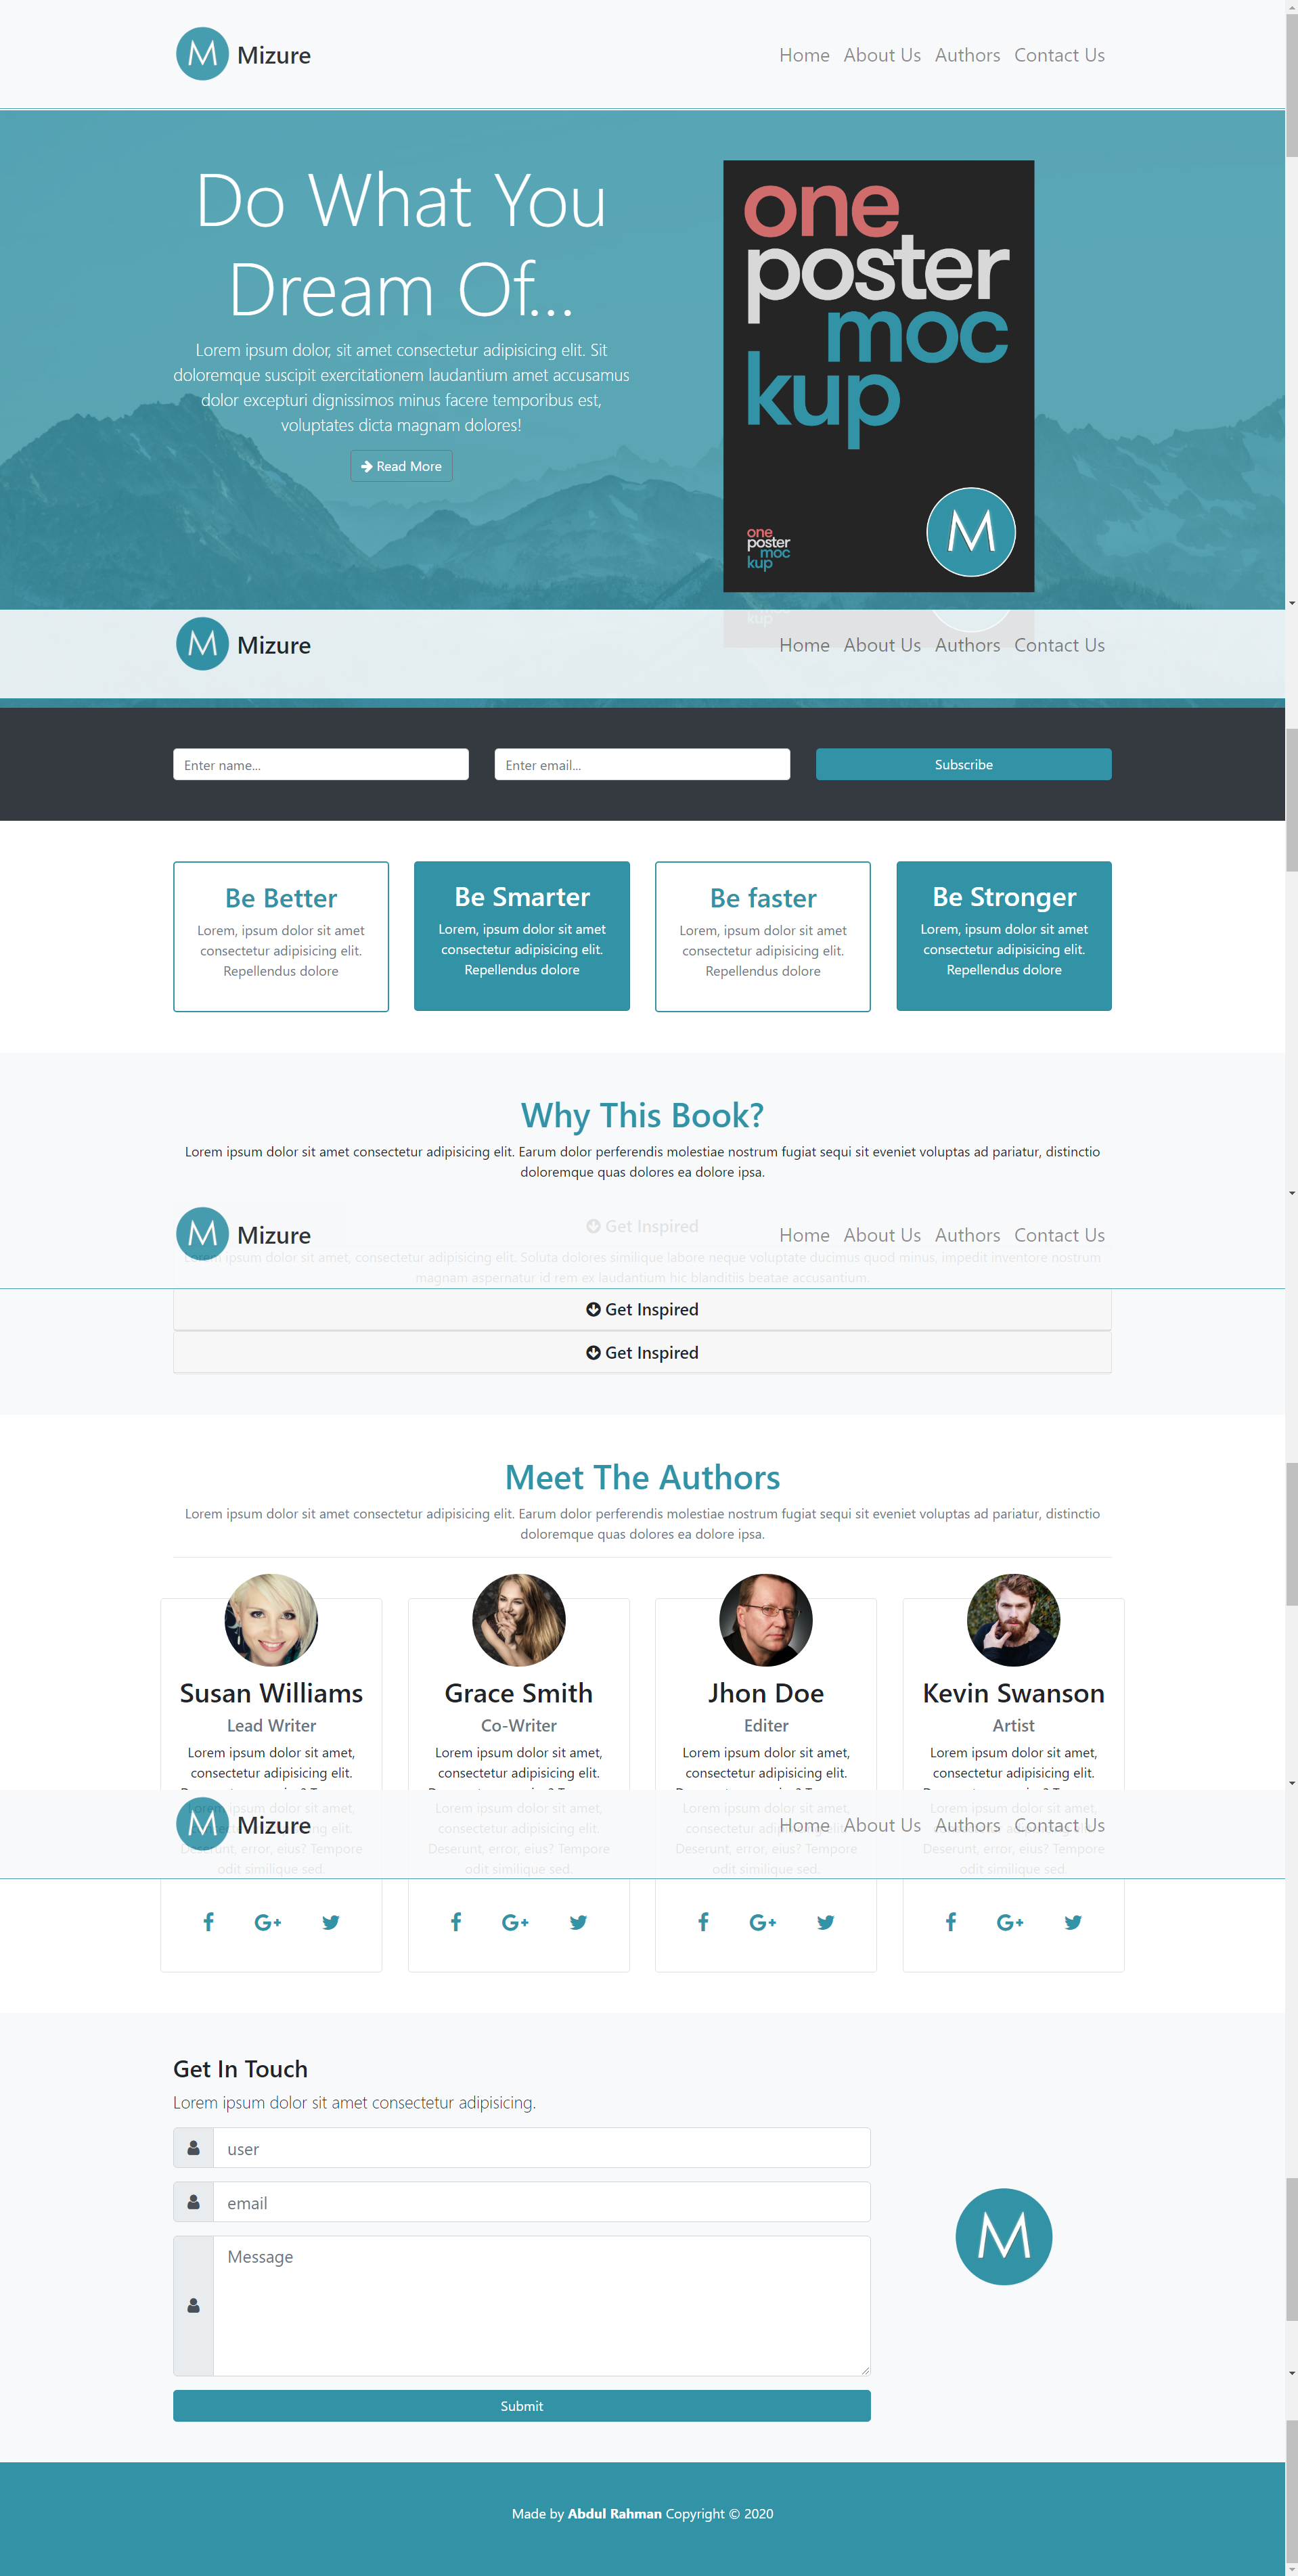 M Mizure
Home About Us Authors Contact Us
Do What You
Dream Of...
Lorem ipsum dolor, sit amet consectetur adipisicing elit. Sit
doloremque suscipit exercitationem laudantium amet accusamus
dolor excepturi dignissimos minus facere temporibus est,
voluptates dicta magnam dolores!
Read More
one
poster
moc
kup
one
poster
moc
kup
M
M Mizure
Home About Us Authors Contact Us
Enter name...
Enter email...
Subscribe
Be Better
Lorem, ipsum dolor sit amet
consectetur adipisicing elit.
Repellendus dolore
Be Smarter
Lorem, ipsum dolor sit amet
consectetur adipisicing elit.
Repellendus dolore
Be faster
Lorem, ipsum dolor sit amet
consectetur adipisicing elit.
Repellendus dolore
Be Stronger
Lorem, ipsum dolor sit amet
consectetur adipisicing elit.
Repellendus dolore
Why This Book?
Lorem ipsum dolor sit amet consectetur adipisicing elit. Earum dolor perferendis molestiae nostrum fugiat sequi sit eveniet voluptas ad pariatur, distinctio
doloremque quas dolores ea dolore ipsa.
Get Inspired
M Mizure
Home About Us Authors Contact Us
ipsum dolor sit amet, consectetur adipisicing elit. Soluta dolores similique labore neque voluptate ducimus quod minus, impedit inventore nostrum
magnam aspernatur id rem ex laudantium hic blanditiis beatae accusantium.
Get Inspired
Get Inspired
Meet The Authors
Lorem ipsum dolor sit amet consectetur adipisicing elit. Earum dolor perferendis molestiae nostrum fugiat sequi sit eveniet voluptas ad pariatur, distinctio
doloremque quas dolores ea dolore ipsa.
Susan Williams
Lead Writer
Lorem ipsum dolor sit amet,
consectetur adipisicing elit.
Grace Smith
Co-Writer
Lorem ipsum dolor sit amet,
consectetur adipisicing elit.
Jhon Doe
Editer
Lorem ipsum dolor sit amet,
consectetur adipisicing elit.
Kevin Swanson
Artist
Lorem ipsum dolor sit amet,
consectetur adipisicing elit.
M Mizure
Home About Us Authors Contact Us
ipsum dolor sit amet,
error, eius? Tempore
odit similique sed.
Lorem ipsum dolor sit amet,
consectetur adipisicing elit.
Deserunt, error, eius? Tempore
odit similique sed.
Lorem ipsum dolor sit amet,
consectetur adipisicing elit.
Deserunt, error, eius? Tempore
odit similique sed.
Lorem ipsum dolor sit amet,
Deserunt, error, eius? Tempore
odit similique sed.
f G+
f G+
f G+
f G+
Get In Touch
Lorem ipsum dolor sit amet consectetur adipisicing.
user
email
Message
Submit
M
Made by Abdul Rahman Copyright © 2020